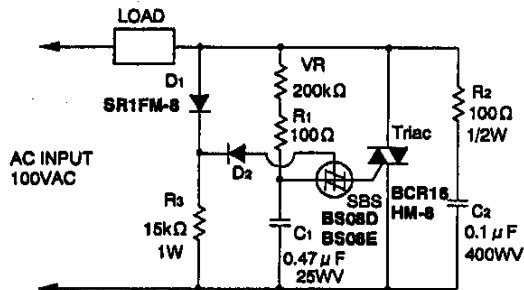 LOAD
D1
SR1FM-8
VR
200kΩ
R1
100Ω
R2
100Ω
1/2W
Triac
AC INPUT
100VAC
D2
R3
15kΩ
1W
SBS
BS08D
BS08E
BCR16
HM-8
C1
0.47μF
25WV
C2
0.1μF
400WV